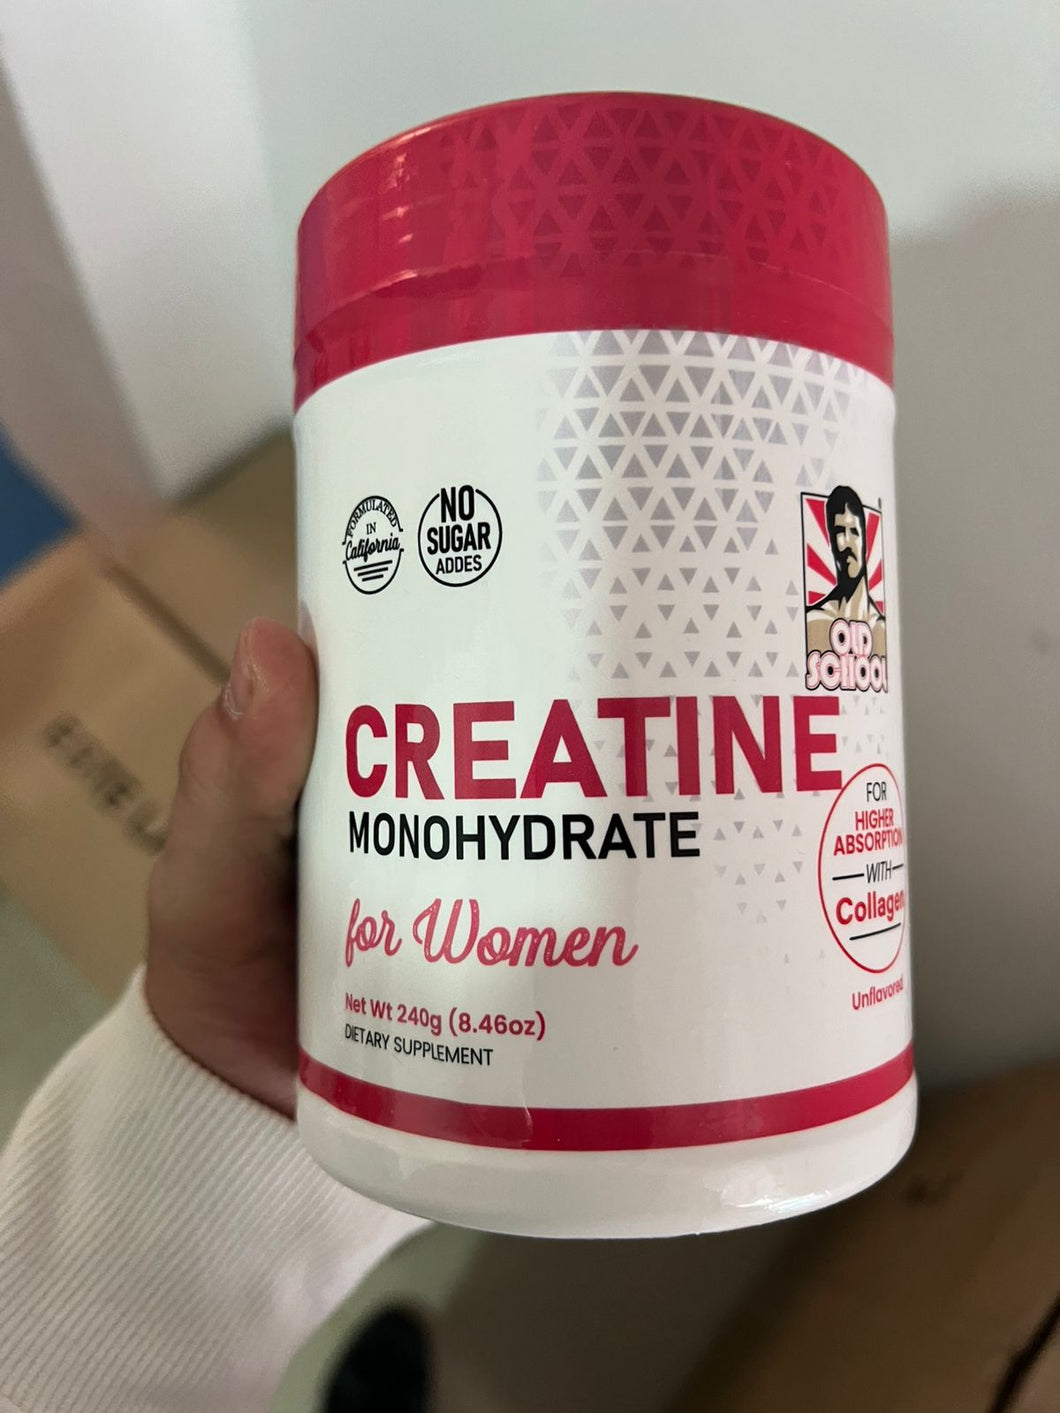 FORMULATED
IN
California
NO
SUGAR
ADDES
OLD
SCHOOL
CREATINE
MONOHYDRATE
FOR
HIGHER
ABSORPTION
WITH
Collagen
for Women
Unflavored
Net Wt 240g (8.46oz)
DIETARY SUPPLEMENT